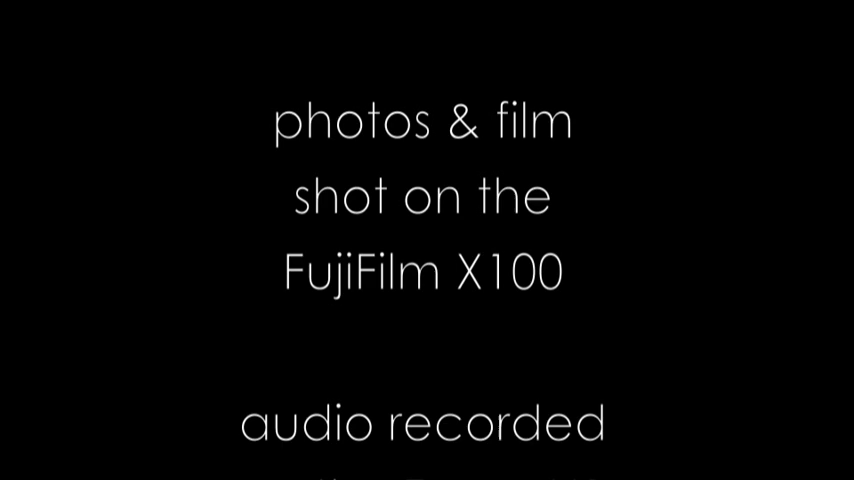 photos & film
shot on the
FujiFilm X100
audio recorded